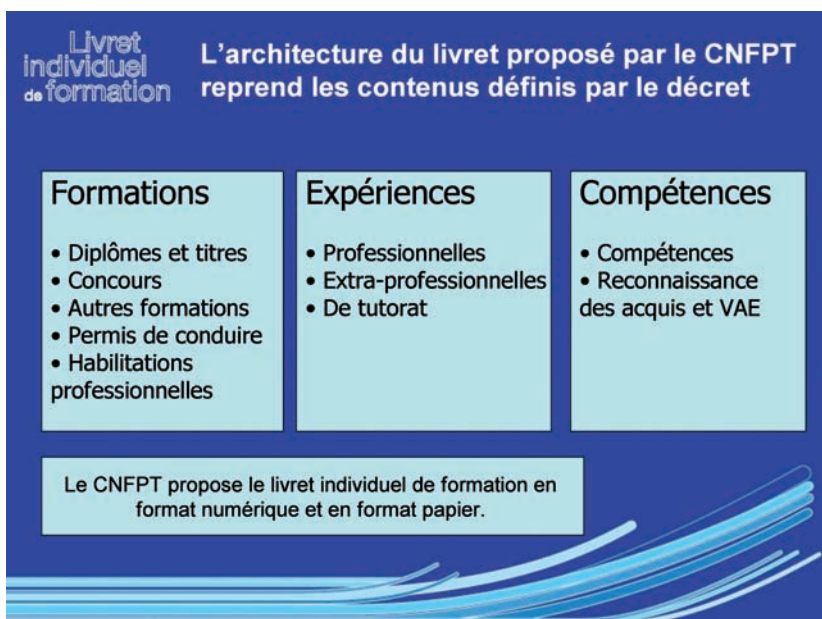 Livret
individuel
de formation
L'architecture du livret proposé par le CNFPT
reprend les contenus définis par le décret
Formations
• Diplômes et titres
• Concours
• Autres formations
• Permis de conduire
• Habilitations
professionnelles
Expériences
• Professionnelles
• Extra-professionnelles
• De tutorat
Compétences
• Compétences
• Reconnaissance
des acquis et VAE
Le CNFPT propose le livret individuel de formation en
format numérique et en format papier.